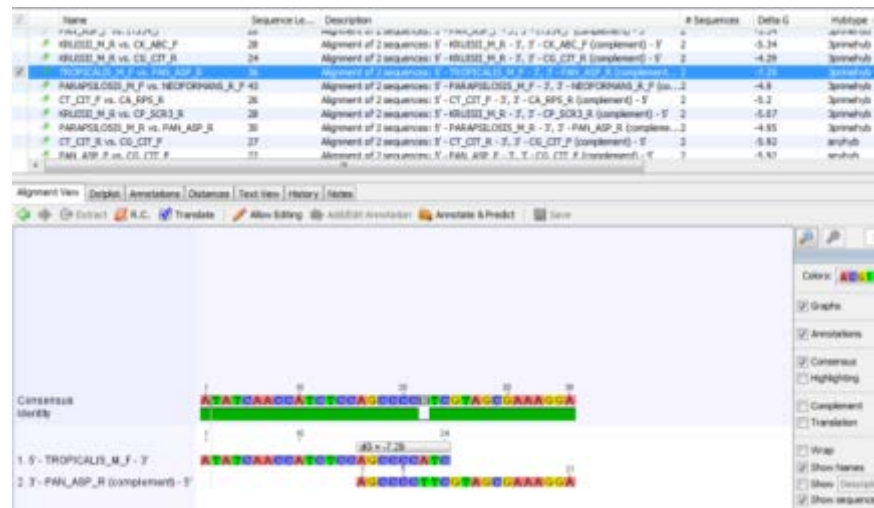 Name Sequence Le... Description # Sequences Delta G Hybtype
KRUSEI_M_R vs. CK_ABC_F 28 Alignment of 2 sequences: 5' - KRUSEI_M_R - 3', 3' - CK_ABC_F (complement) - 5' 2 -5.34 3primehyb
KRUSEI_M_R vs. CG_CIT_R 24 Alignment of 2 sequences: 5' - KRUSEI_M_R - 3', 3' - CG_CIT_R (complement) - 5' 2 -4.29 3primehyb
TROPICALIS_M_F vs. PAN_ASP_R 36 Alignment of 2 sequences: 5' - TROPICALIS_M_F - 3', 3' - PAN_ASP_R (complement... 2 -7.29 3primehyb
PARAPSILOSIS_M_F vs. NEOFORMANS_R_F 43 Alignment of 2 sequences: 5' - PARAPSILOSIS_M_F - 3', 3' - NEOFORMANS_R_F (co... 2 3primehyb
CT_CIT_F vs. CA_RPS_R 26 Alignment of 2 sequences: 5' - CT_CIT_F - 3', 3' - CA_RPS_R (complement) - 5' 2 -5.2 3primehyb
KRUSEI_M_R vs. CP_SCR3_R 28 Alignment of 2 sequences: 5' - KRUSEI_M_R - 3', 3' - CP_SCR3_R (complement) - 5' 2 -5.07 3primehyb
PARAPSILOSIS_M_R vs. PAN_ASP_R 30 Alignment of 2 sequences: 5' - PARAPSILOSIS_M_R - 3', 3' - PAN_ASP_R (compleme... 2 -4.95 3primehyb
CT_CIT_R vs. CG_CIT_F 27 Alignment of 2 sequences: 5' - CT_CIT_R - 3', 3' - CG_CIT_F (complement) - 5' 2 -5.92 anyhyb
Alignment View Dotplot Annotations Distances Text View History Notes
Extract R.C. Translate Allow Editing Add/Edit Annotation Annotate & Predict Save
Colors: ACGT
Graphs
Annotations
Consensus
Highlighting
Complement
Translation
Wrap
Show Names
Show Descript
Show sequence
Consensus
Identity
dG = -7.29
1. 5' - TROPICALIS_M_F - 3' ATATCAACCATCTCCAGCCCCATC
2. 3' - PAN_ASP_R (complement) - 5' AGCCCCTTCGTAGCGAAAGGA